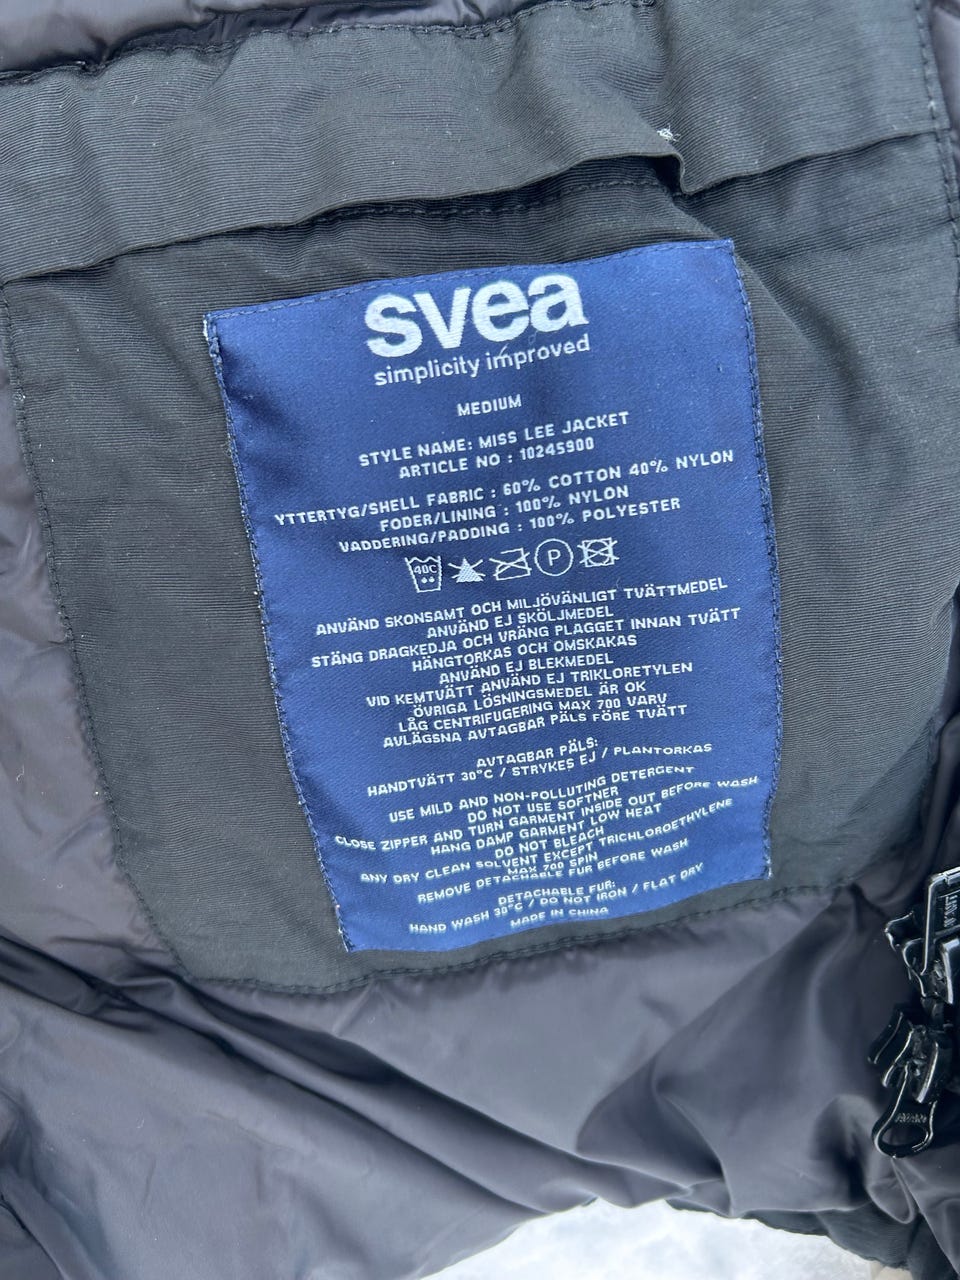 svea
simplicity improved
MEDIUM
STYLE NAME: MISS LEE JACKET
ARTICLE NO : 10245900
YTTERTYG/SHELL FABRIC : 60% COTTON 40% NYLON
FODER/LINING : 100% NYLON
VADDERING/PADDING : 100% POLYESTER
40C P
ANVÄND SKONSAMT OCH MILJÖVÄNLIGT TVÄTTMEDEL
ANVÄND EJ SKÖLJMEDEL
STÄNG DRAGKEDJA OCH VRÄNG PLAGGET INNAN TVÄTT
HÄNGTORKAS OCH OMSKAKAS
ANVÄND EJ BLEKMEDEL
VID KEMTVÄTT ANVÄND EJ TRIKLORETYLEN
ÖVRIGA LÖSNINGSMEDEL ÄR OK
LÅG CENTRIFUGERING MAX 700 VARV
AVLÄGSNA AVTAGBAR PÄLS FÖRE TVÄTT
AVTAGBAR PÄLS:
HANDTVÄTT 30°C / STRYKES EJ / PLANTORKAS
USE MILD AND NON-POLLUTING DETERGENT
DO NOT USE SOFTNER
CLOSE ZIPPER AND TURN GARMENT INSIDE OUT BEFORE WASH
HANG DAMP GARMENT LOW HEAT
DO NOT BLEACH
ANY DRY CLEAN SOLVENT EXCEPT TRICHLOROETHYLENE
MAX 700 SPIN
REMOVE DETACHABLE FUR BEFORE WASH
DETACHABLE FUR:
HAND WASH 30°C / DO NOT IRON / FLAT DRY
MADE IN CHINA